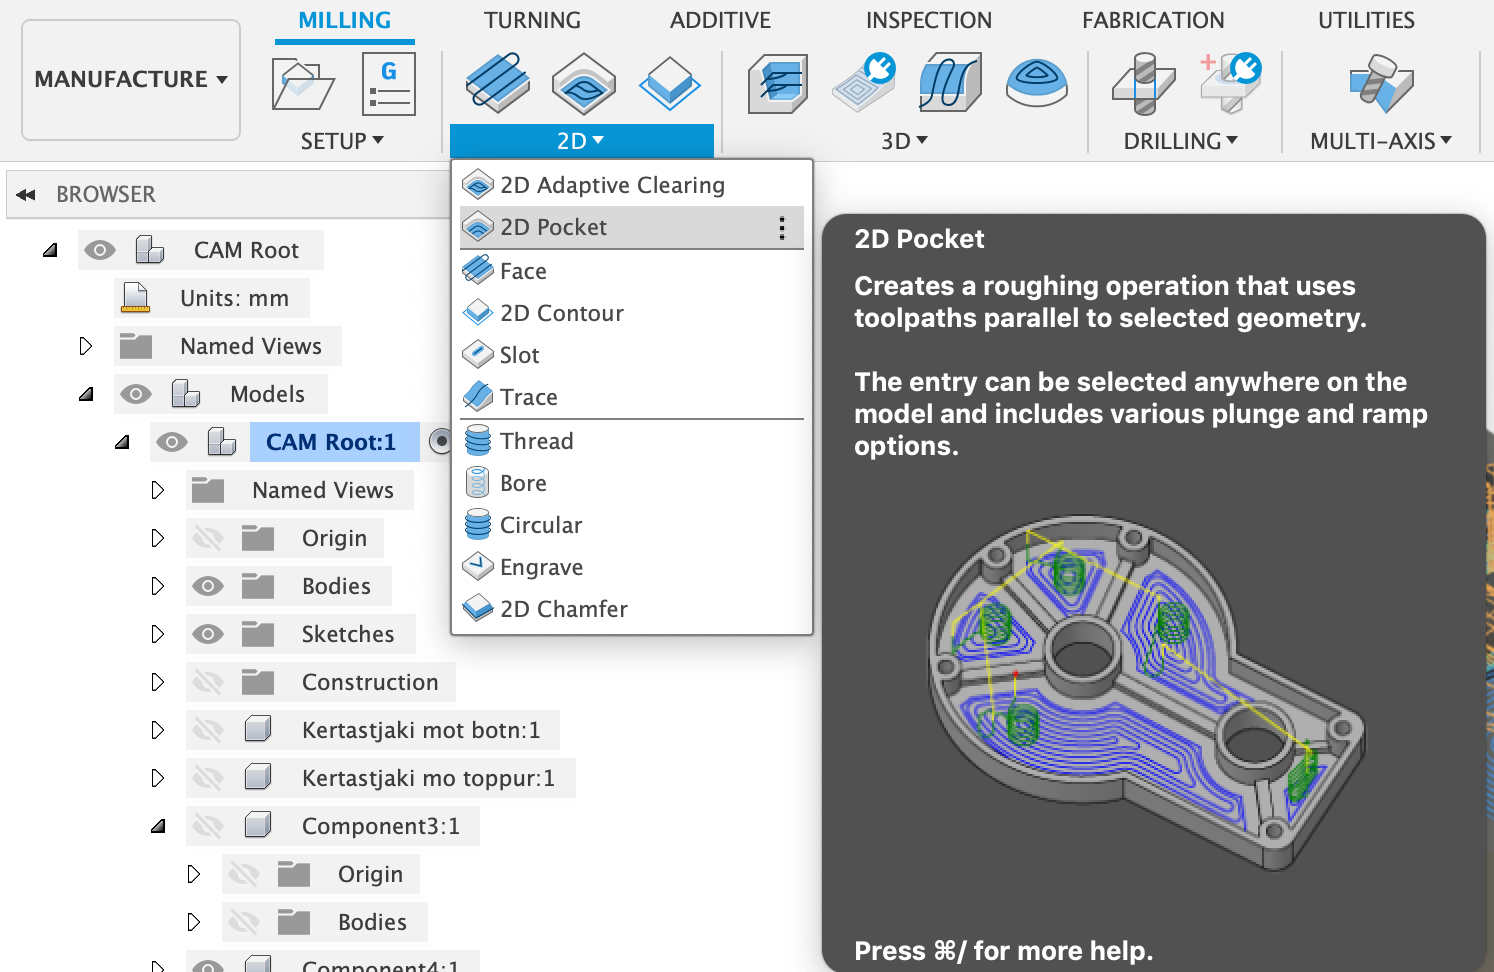 MILLING TURNING ADDITIVE INSPECTION FABRICATION UTILITIES
MANUFACTURE
G
SETUP 2D 3D DRILLING MULTI-AXIS
BROWSER
CAM Root
Units: mm
Named Views
Models
CAM Root:1
Named Views
Origin
Bodies
Sketches
Construction
Kertastjaki mot botn:1
Kertastjaki mo toppur:1
Component3:1
Origin
Bodies
Component4:1
2D Adaptive Clearing
2D Pocket
Face
2D Contour
Slot
Trace
Thread
Bore
Circular
Engrave
2D Chamfer
2D Pocket
Creates a roughing operation that uses
toolpaths parallel to selected geometry.
The entry can be selected anywhere on the
model and includes various plunge and ramp
options.
Press ⌘/ for more help.